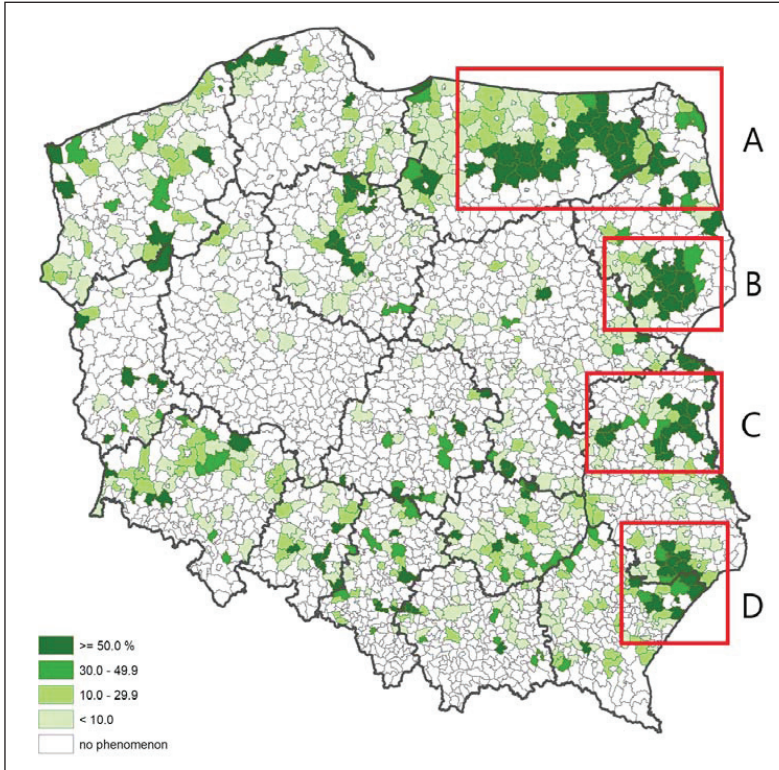 A
B
C
D
>= 50.0 %
30.0 - 49.9
10.0 - 29.9
< 10.0
no phenomenon